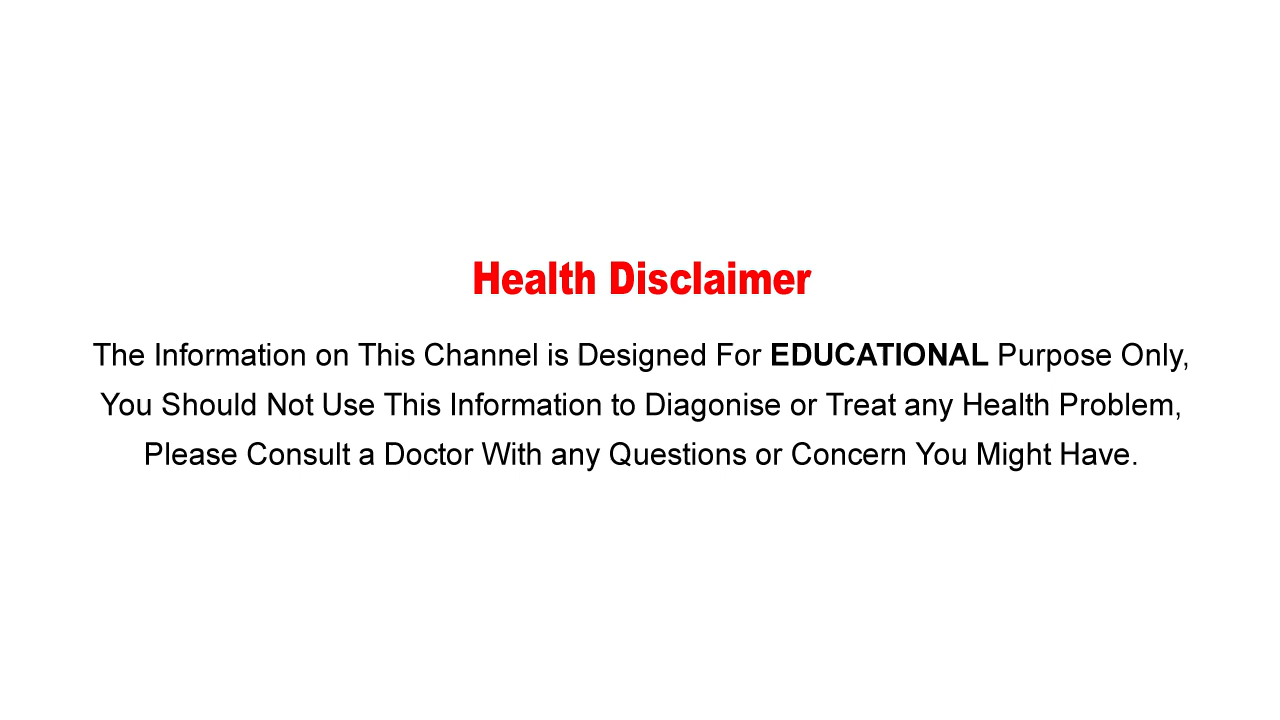 Health Disclaimer
The Information on This Channel is Designed For EDUCATIONAL Purpose Only,
You Should Not Use This Information to Diagonise or Treat any Health Problem,
Please Consult a Doctor With any Questions or Concern You Might Have.